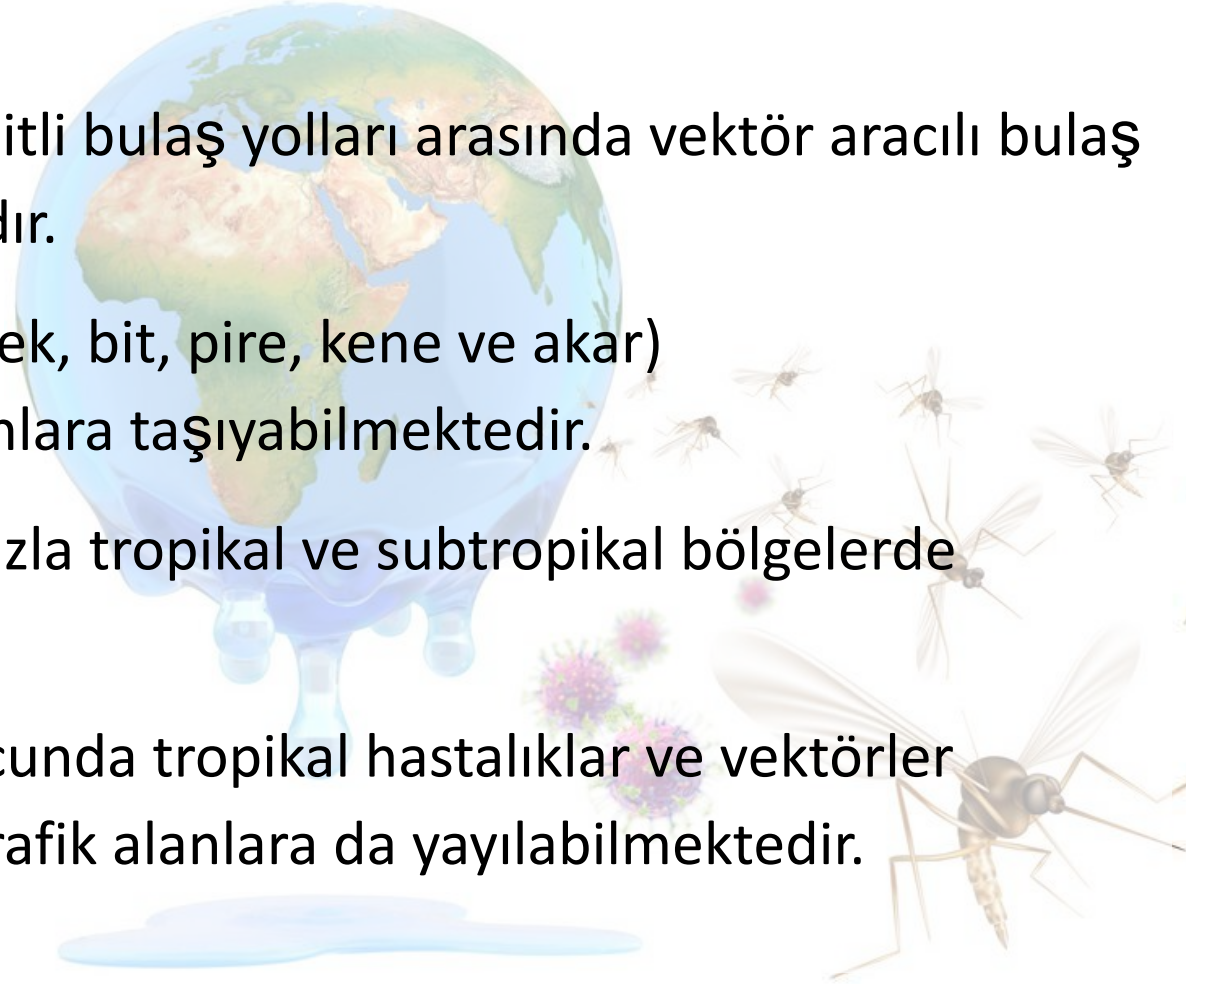 itli bulaş yolları arasında vektör aracılı bulaş
dır.
ek, bit, pire, kene ve akar)
nlara taşıyabilmektedir.
zla tropikal ve subtropikal bölgelerde
cunda tropikal hastalıklar ve vektörler
rafik alanlara da yayılabilmektedir.